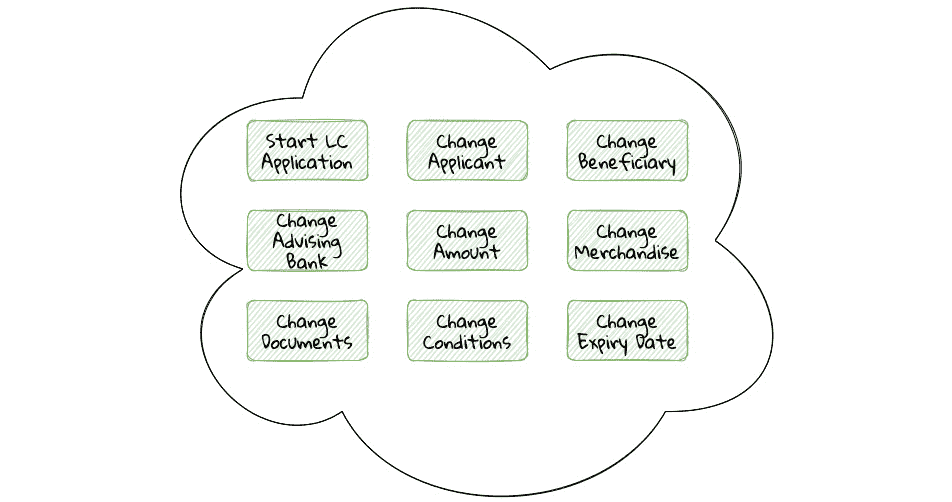 Start LC
Application
Change
Applicant
Change
Beneficiary
Change
Advising
Bank
Change
Amount
Change
Merchandise
Change
Documents
Change
Conditions
Change
Expiry Date